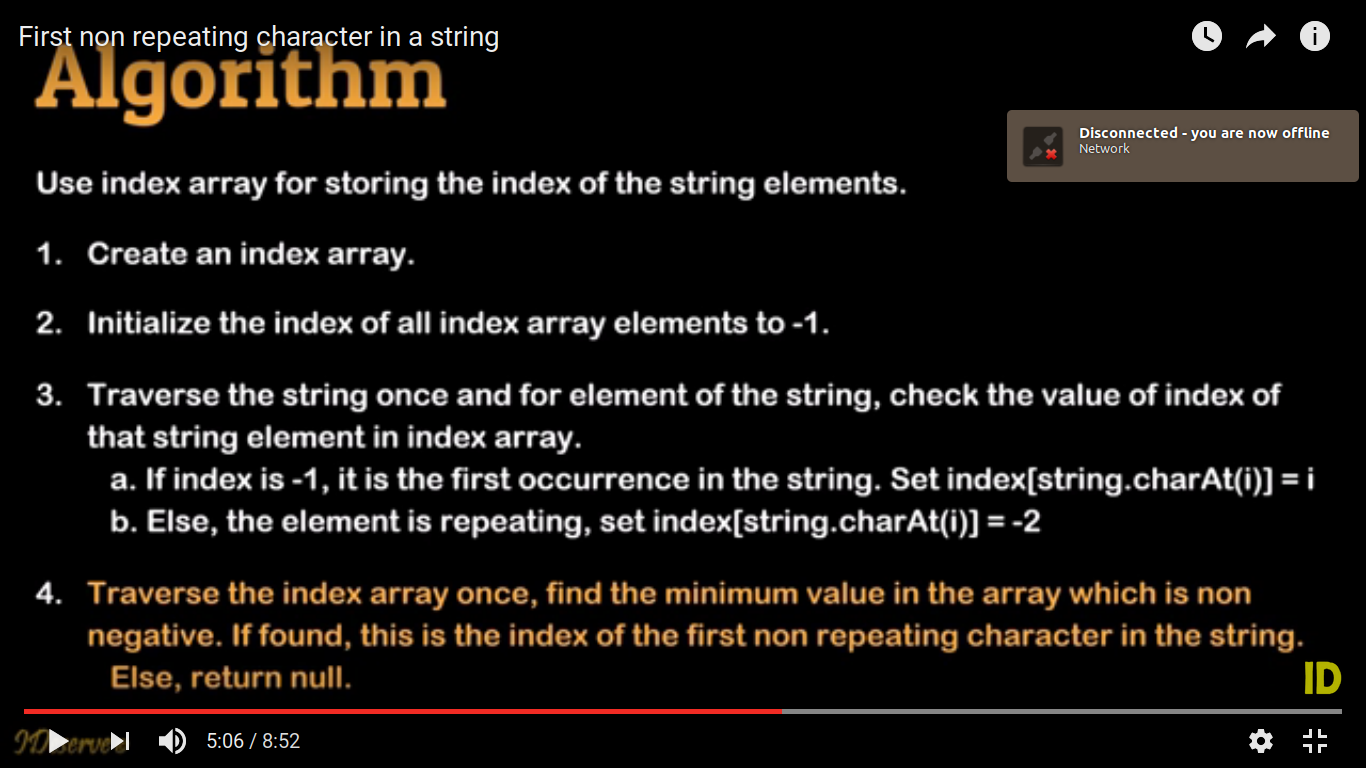 First non repeating character in a string
Algorithm
Disconnected - you are now offline
Network
Use index array for storing the index of the string elements.
1. Create an index array.
2. Initialize the index of all index array elements to -1.
3. Traverse the string once and for element of the string, check the value of index of
that string element in index array.
a. If index is -1, it is the first occurrence in the string. Set index[string.charAt(i)] = i
b. Else, the element is repeating, set index[string.charAt(i)] = -2
4. Traverse the index array once, find the minimum value in the array which is non
negative. If found, this is the index of the first non repeating character in the string.
Else, return null.
ID
5:06 / 8:52